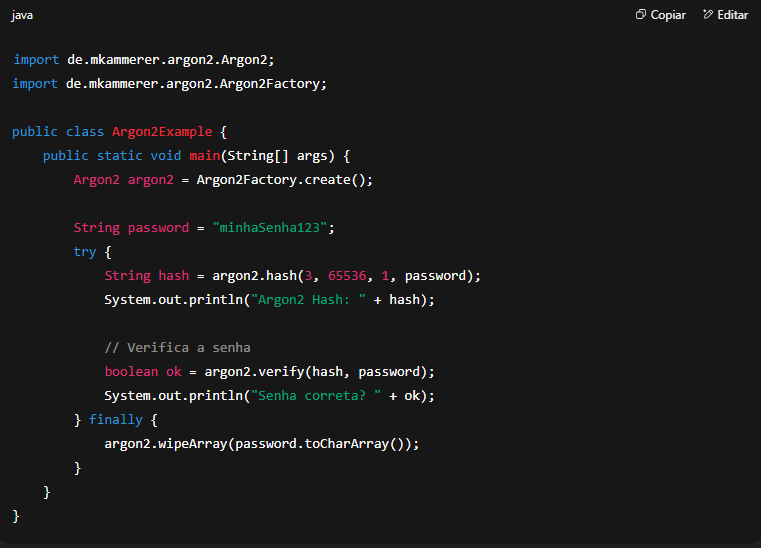 java
Copiar
Editar
import de.mkammerer.argon2.Argon2;
import de.mkammerer.argon2.Argon2Factory;
public class Argon2Example {
public static void main(String[] args) {
Argon2 argon2 = Argon2Factory.create();
String password = "minhaSenha123";
try {
String hash = argon2.hash(3, 65536, 1, password);
System.out.println("Argon2 Hash: " + hash);
// Verifica a senha
boolean ok = argon2.verify(hash, password);
System.out.println("Senha correta? " + ok);
} finally {
argon2.wipeArray(password.toCharArray());
}
}
}